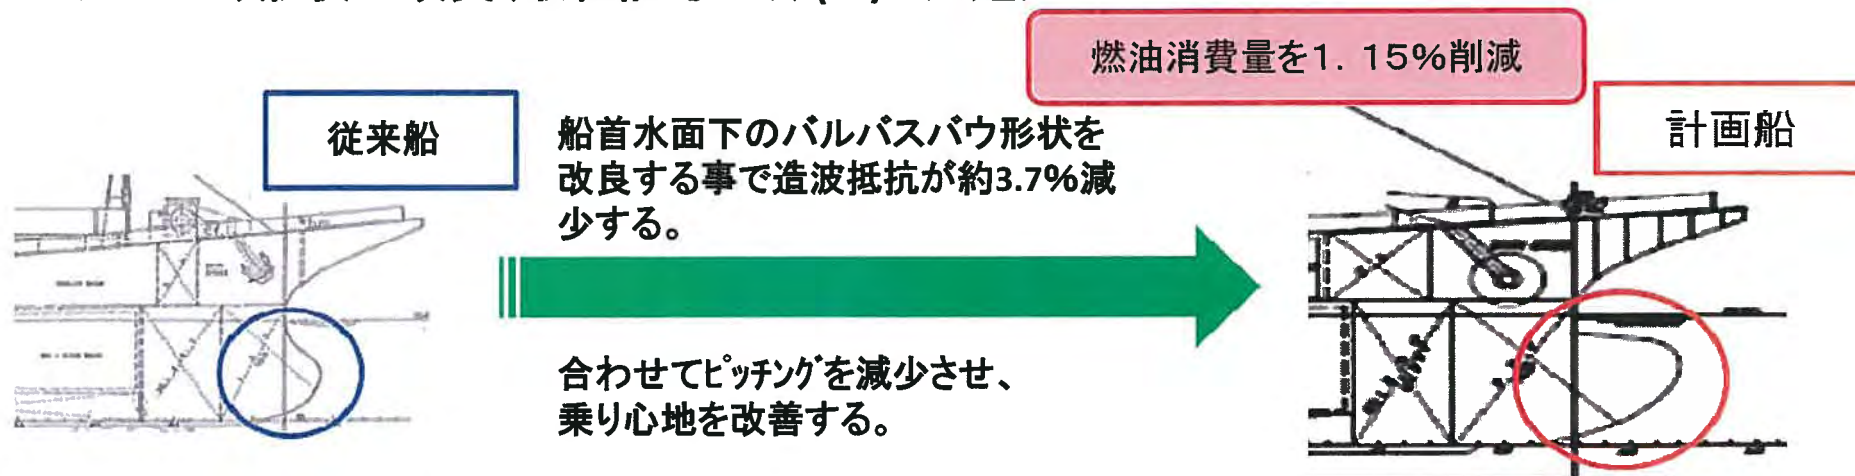 燃油消費量を1．15%削減
従来船
計画船
船首水面下のバルバスバウ形状を
改良する事で造波抵抗が約3.7%減
少する。
合わせてﾋﾟｯﾁﾝｸﾞを減少させ、
乗り心地を改善する。